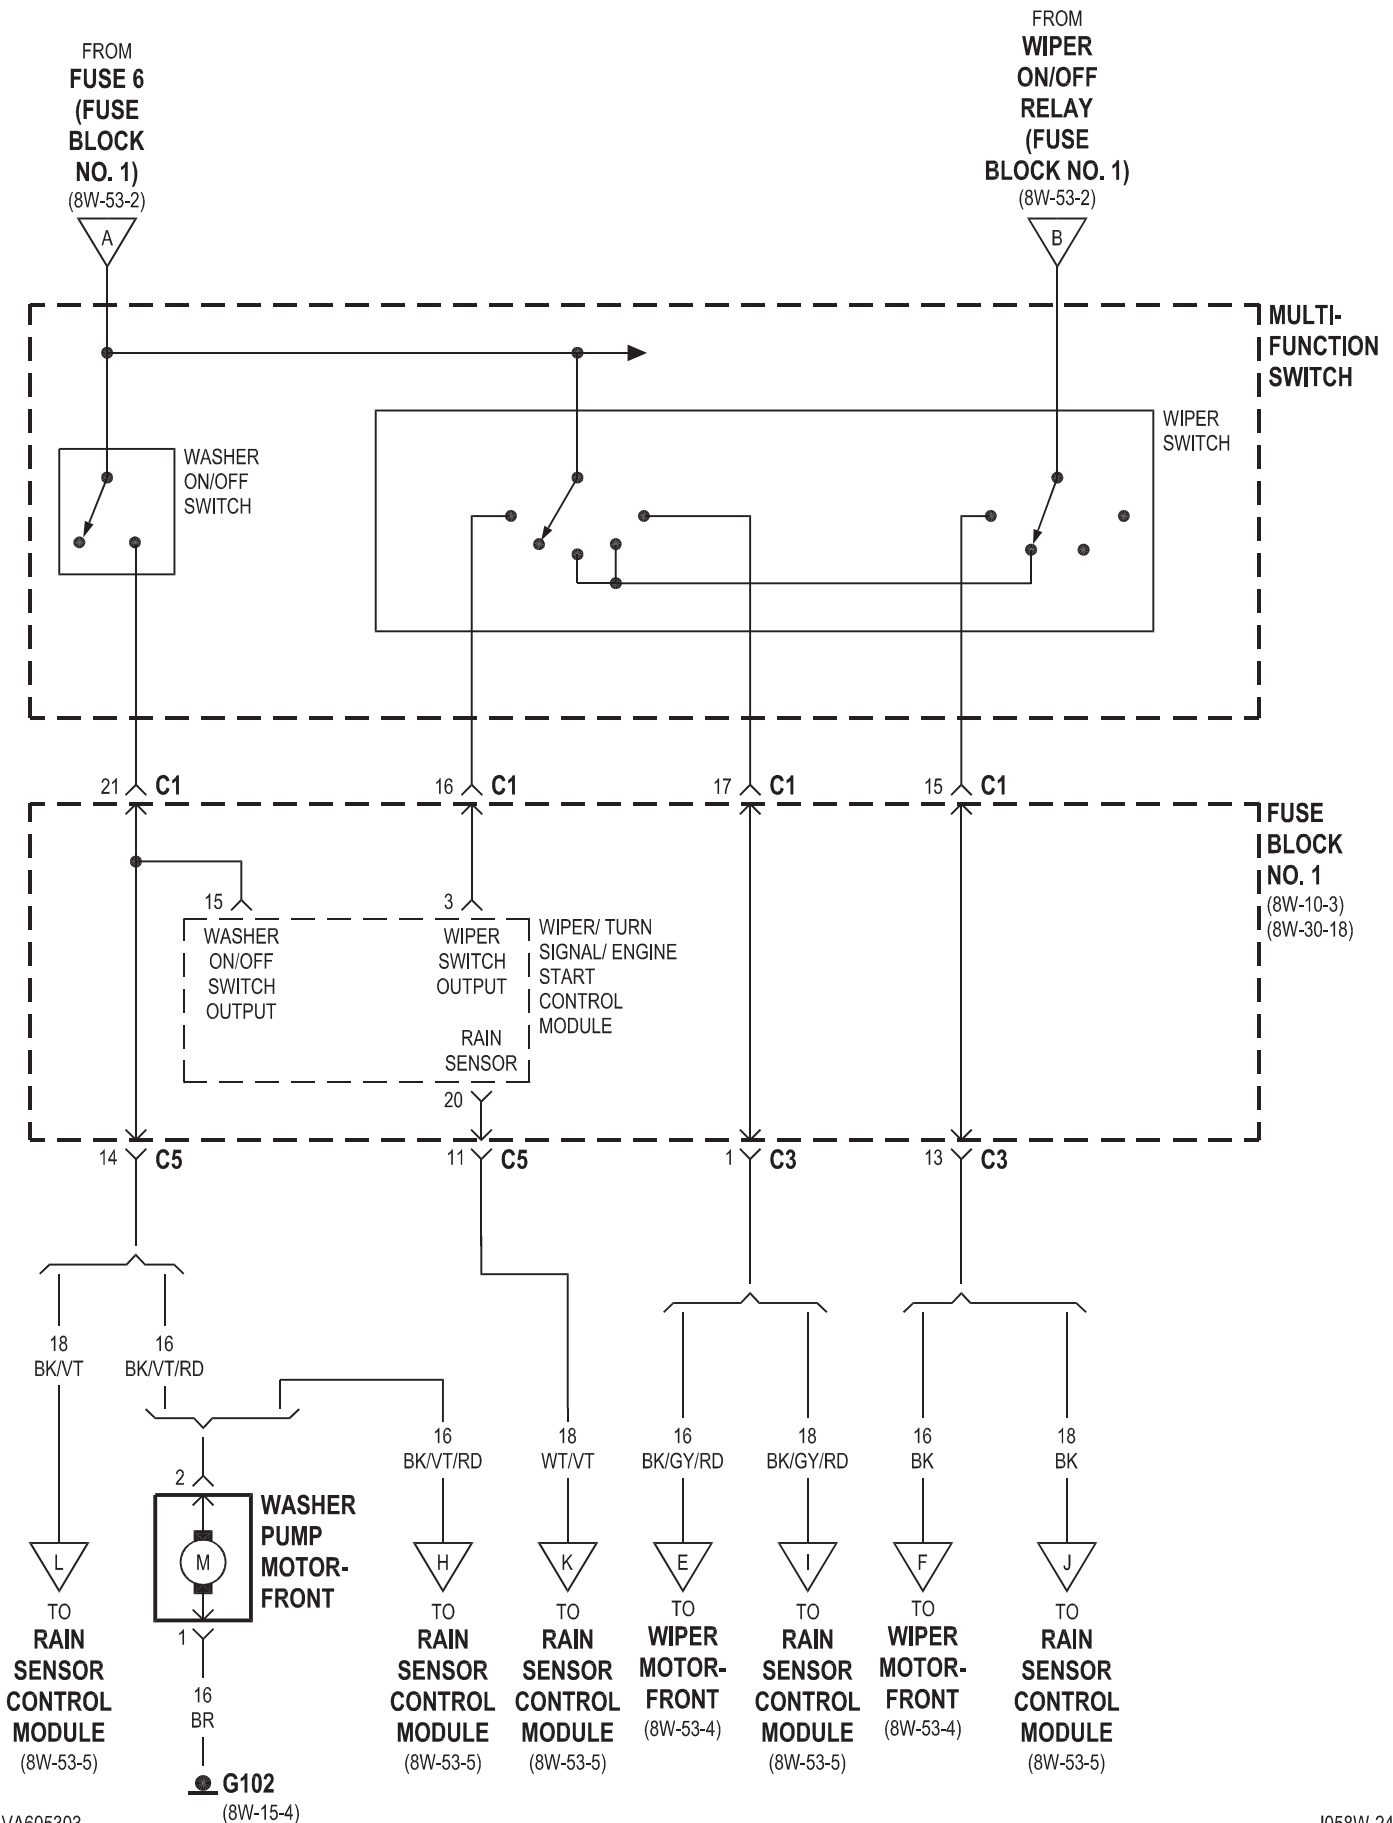 FROM
FUSE 6
(FUSE
BLOCK
NO. 1)
(8W-53-2)
A
FROM
WIPER
ON/OFF
RELAY
(FUSE
BLOCK NO. 1)
(8W-53-2)
B
MULTI-
FUNCTION
SWITCH
WASHER
ON/OFF
SWITCH
WIPER
SWITCH
21 C1
16 C1
17 C1
15 C1
FUSE
BLOCK
NO. 1
(8W-10-3)
(8W-30-18)
15
3
WASHER
ON/OFF
SWITCH
OUTPUT
WIPER
SWITCH
OUTPUT
RAIN
SENSOR
WIPER/ TURN
SIGNAL/ ENGINE
START
CONTROL
MODULE
20
14 C5
11 C5
1 C3
13 C3
18
BK/VT
16
BK/VT/RD
16
BK/VT/RD
18
WT/VT
16
BK/GY/RD
18
BK/GY/RD
16
BK
18
BK
2
WASHER
PUMP
MOTOR-
FRONT
M
1
16
BR
G102
(8W-15-4)
L
TO
RAIN
SENSOR
CONTROL
MODULE
(8W-53-5)
H
TO
RAIN
SENSOR
CONTROL
MODULE
(8W-53-5)
K
TO
RAIN
SENSOR
CONTROL
MODULE
(8W-53-5)
E
TO
WIPER
MOTOR-
FRONT
(8W-53-4)
I
TO
RAIN
SENSOR
CONTROL
MODULE
(8W-53-5)
F
TO
WIPER
MOTOR-
FRONT
(8W-53-4)
J
TO
RAIN
SENSOR
CONTROL
MODULE
(8W-53-5)
VA605303
J058W-24